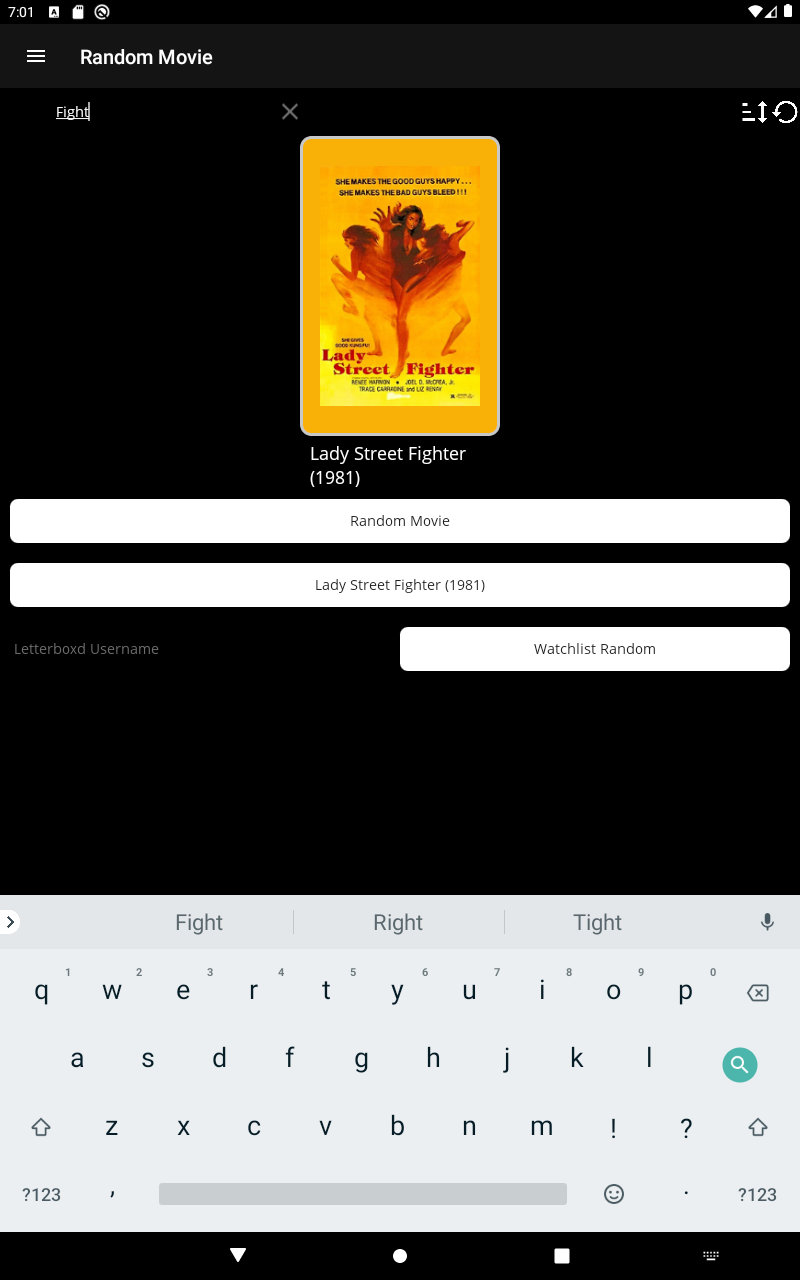 7:01
Random Movie
Fight
SHE MAKES THE GOOD GUYS HAPPY...
SHE MAKES THE BAD GUYS BLEED!!!
SHE GIVES
GOOD KUNG FU!
Lady
Street Fighter
RENEE HARMON • JOEL D. McCREA, Jr.
TRACE CARRADINE and LIZ RENAY
Lady Street Fighter
(1981)
Random Movie
Lady Street Fighter (1981)
Letterboxd Username
Watchlist Random
Fight Right Tight
1 2 3 4 5 6 7 8 9 0
q w e r t y u i o p
a s d f g h j k l
z x c v b n m ! ?
?123 , . ?123